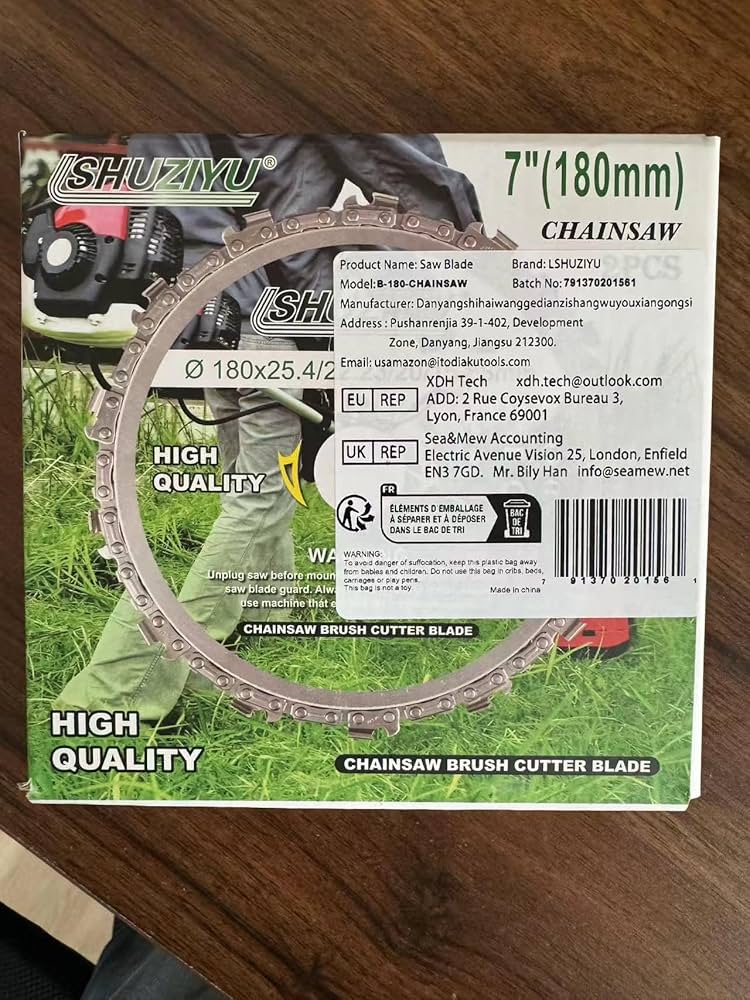 LSHUZIYU®
7"(180mm)
CHAINSAW
2PCS
LSHU
Ø 180x25.4/2
HIGH
QUALITY
Product Name: Saw Blade Brand: LSHUZIYU
Model: B-180-CHAINSAW Batch No: 791370201561
Manufacturer: Danyangshihaiwanggedianzishangwuyouxiangongsi
Address : Pushanrenjia 39-1-402, Development
Zone, Danyang, Jiangsu 212300.
Email: usamazon@itodiakutools.com
EU REP
XDH Tech xdh.tech@outlook.com
ADD: 2 Rue Coysevox Bureau 3,
Lyon, France 69001
UK REP
Sea&Mew Accounting
Electric Avenue Vision 25, London, Enfield
EN3 7GD. Mr. Bily Han info@seamew.net
FR
ÉLÉMENTS D'EMBALLAGE
À SÉPARER ET À DÉPOSER
DANS LE BAC DE TRI
BAC
DE
TRI
WARNING:
To avoid danger of suffocation, keep this plastic bag away
from babies and children. Do not use this bag in cribs, beds,
carriages or play pens.
This bag is not a toy.
Made in china
7 91370 20156 1
WA
Unplug saw before moun
saw blade guard. Alwa
use machine that e
CHAINSAW BRUSH CUTTER BLADE
HIGH
QUALITY
CHAINSAW BRUSH CUTTER BLADE